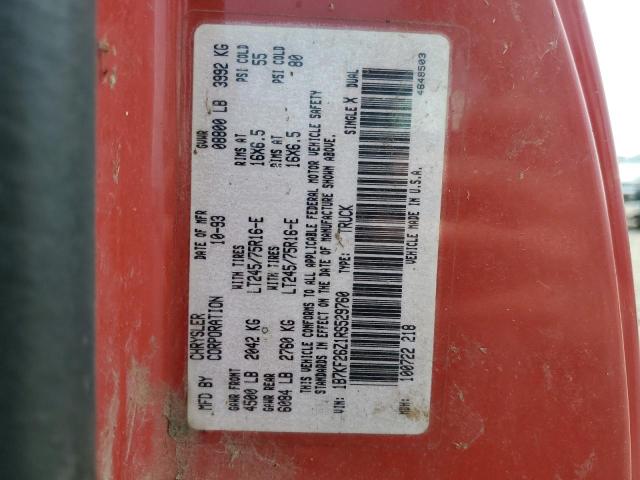 MFD BY CHRYSLER CORPORATION DATE OF MFR 10-93 GVWR 08800 LB 3992 KG
GAWR FRONT WITH TIRES RIMS AT PSI COLD
4500 LB 2042 KG LT245/75R16-E 16X6.5 55
GAWR REAR WITH TIRES RIMS AT PSI COLD
6084 LB 2760 KG LT245/75R16-E 16X6.5 80
THIS VEHICLE CONFORMS TO ALL APPLICABLE FEDERAL MOTOR VEHICLE SAFETY
STANDARDS IN EFFECT ON THE DATE OF MANUFACTURE SHOWN ABOVE.
VIN: 1B7KF26Z1RS529760 TYPE: TRUCK SINGLE X DUAL
MDH: 100722 218 VEHICLE MADE IN U.S.A. 4648503